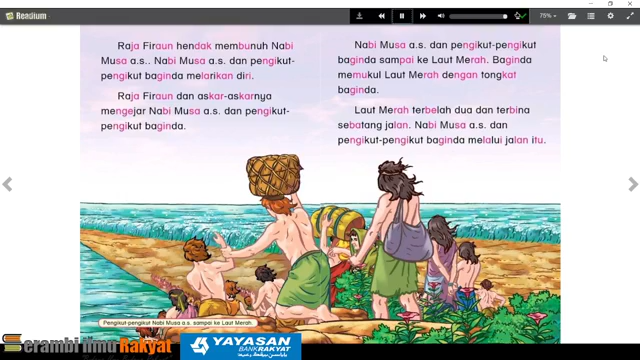 Readium
78%
Raja Firaun hendak membunuh Nabi
Musa a.s.. Nabi Musa a.s. dan pengikut-
pengikut baginda melarikan diri.
Raja Firaun dan askar-askarnya
mengejar Nabi Musa a.s. dan pengikut-
pengikut baginda.
Nabi Musa a.s. dan pengikut-pengikut
baginda sampai ke Laut Merah. Baginda
memukul Laut Merah dengan tongkat
baginda.
Laut Merah terbelah dua dan terbina
sebatang jalan. Nabi Musa a.s. dan
pengikut-pengikut baginda melalui jalan itu.
Pengikut-pengikut Nabi Musa a.s. sampai ke Laut Merah.
Serambi Ilmu Rakyat
YAYASAN
BANK RAKYAT